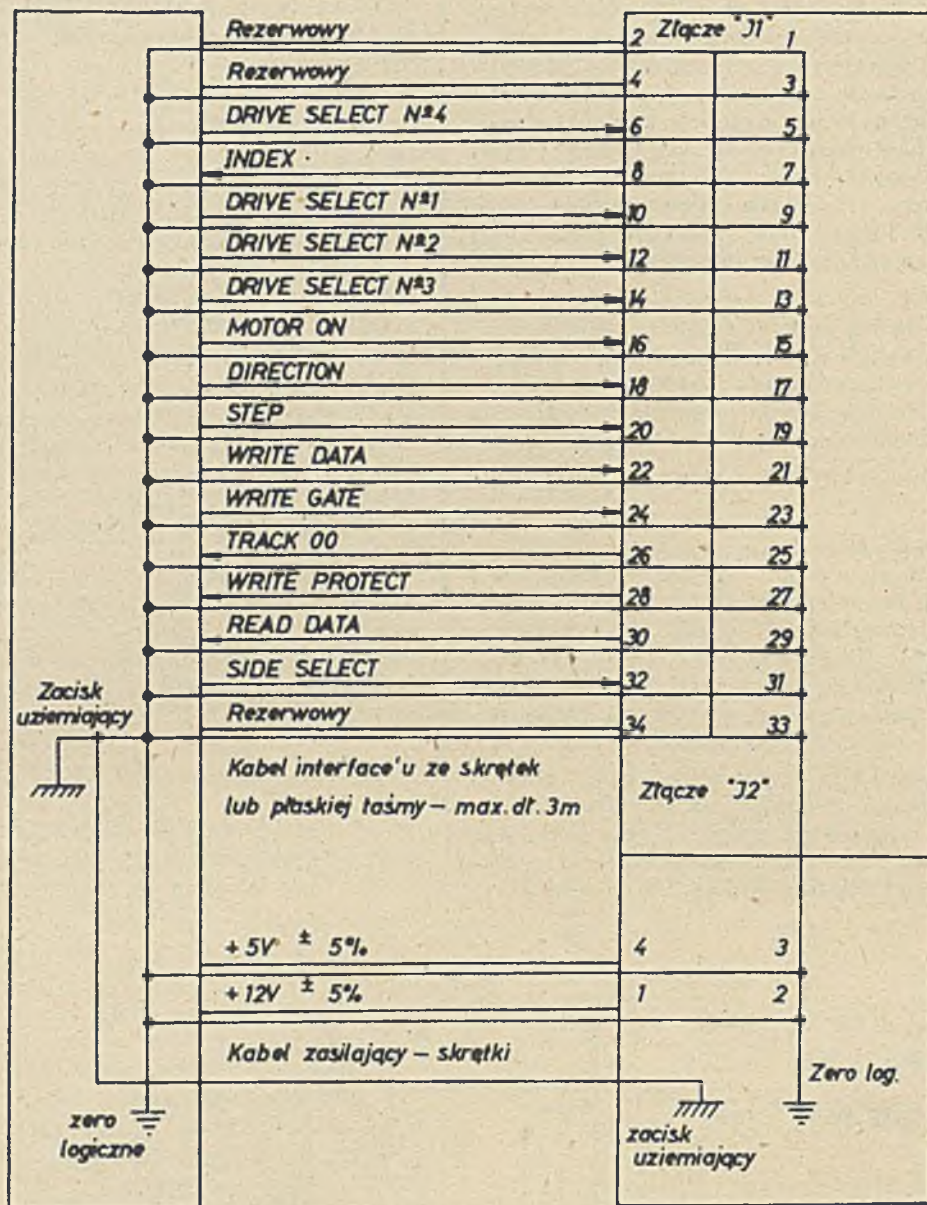 Rezerwowy 2 Złącze "J1" 1
Rezerwowy 4 3
DRIVE SELECT Nº4 6 5
INDEX 8 7
DRIVE SELECT Nº1 10 9
DRIVE SELECT Nº2 12 11
DRIVE SELECT Nº3 14 13
MOTOR ON 16 15
DIRECTION 18 17
STEP 20 19
WRITE DATA 22 21
WRITE GATE 24 23
TRACK 00 26 25
WRITE PROTECT 28 27
READ DATA 30 29
SIDE SELECT 32 31
Zacisk
uziemiający
Rezerwowy 34 33
Kabel interface'u ze skrętek
lub płaskiej taśmy – max. dł. 3m
Złącze "J2"
+5V ± 5% 4 3
+12V ± 5% 1 2
Kabel zasilający – skrętki
Zero log.
zero
logiczne
zacisk
uziemiający